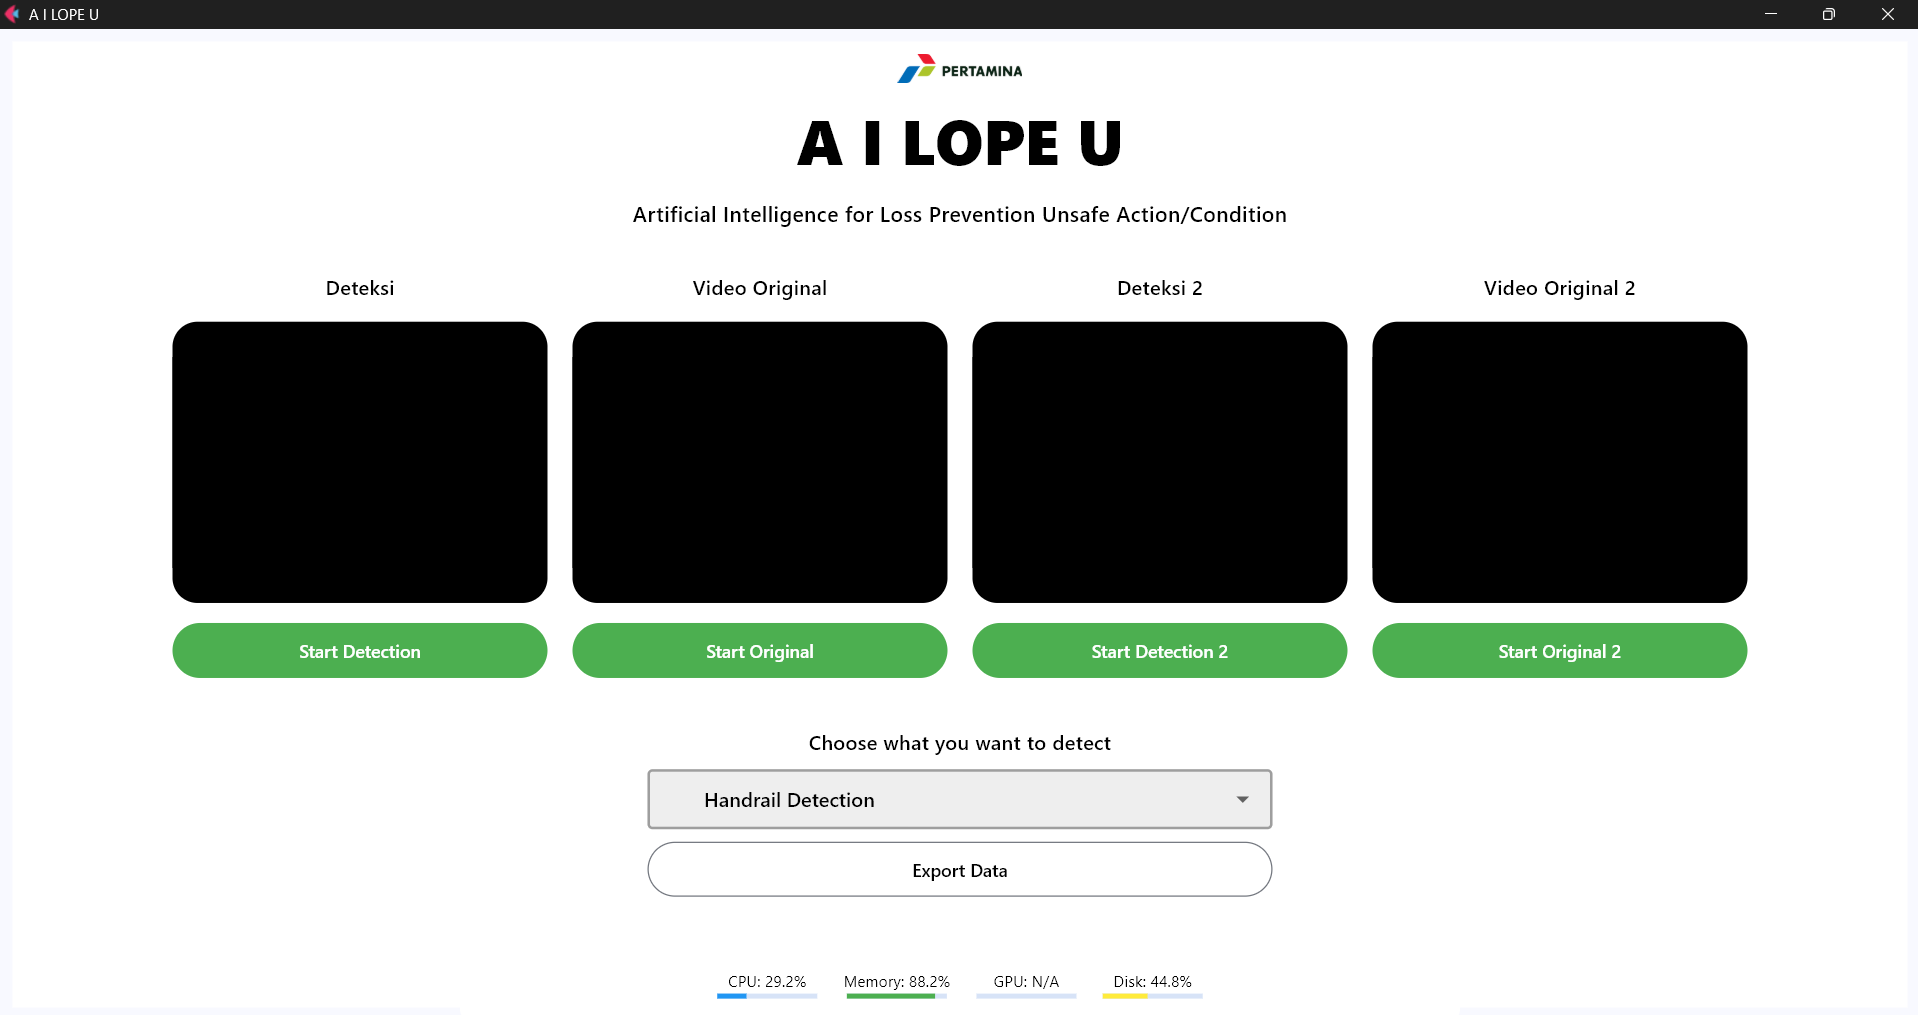 A I LOPE U
PERTAMINA
A I LOPE U
Artificial Intelligence for Loss Prevention Unsafe Action/Condition
Deteksi
Video Original
Deteksi 2
Video Original 2
Start Detection
Start Original
Start Detection 2
Start Original 2
Choose what you want to detect
Handrail Detection
Export Data
CPU: 29.2%
Memory: 88.2%
GPU: N/A
Disk: 44.8%